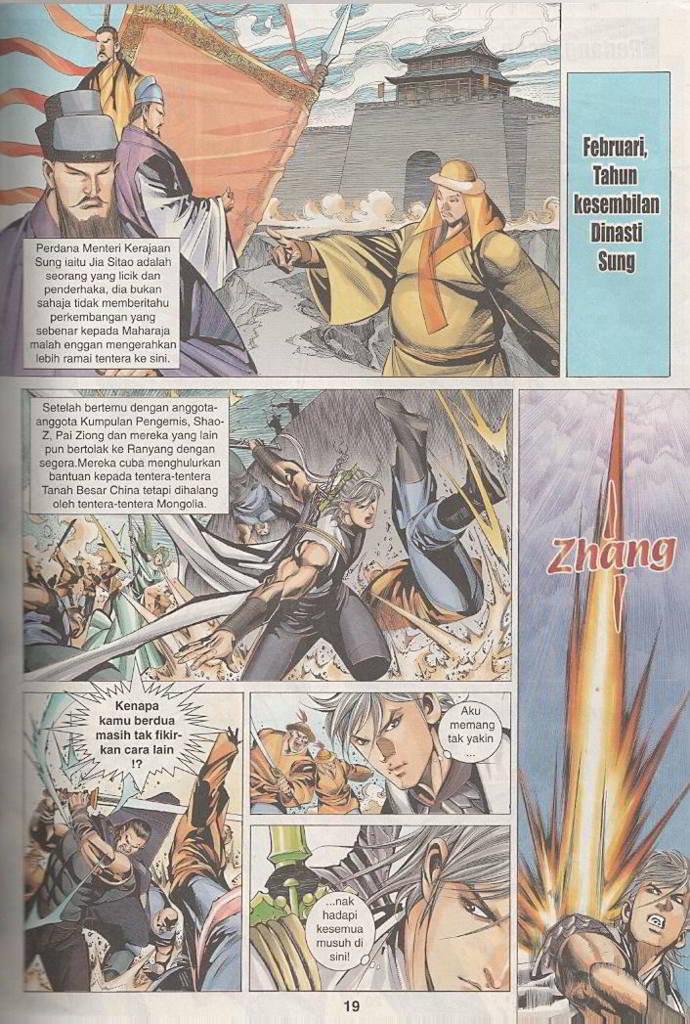 Februari,
Tahun
kesembilan
Dinasti
Sung
Perdana Menteri Kerajaan
Sung iaitu Jia Sitao adalah
seorang yang licik dan
penderhaka, dia bukan
sahaja tidak memberitahu
perkembangan yang
sebenar kepada Maharaja
malah enggan mengerahkan
lebih ramai tentera ke sini.
Setelah bertemu dengan anggota-
anggota Kumpulan Pengemis, Shao-
Z, Pai Ziong dan mereka yang lain
pun bertolak ke Ranyang dengan
segera.Mereka cuba menghulurkan
bantuan kepada tentera-tentera
Tanah Besar China tetapi dihalang
oleh tentera-tentera Mongolia.
Zhang
!
Kenapa
kamu berdua
masih tak fikir-
kan cara lain
!?
Aku
memang
tak yakin
...
...nak
hadapi
kesemua
musuh di
sini!
19